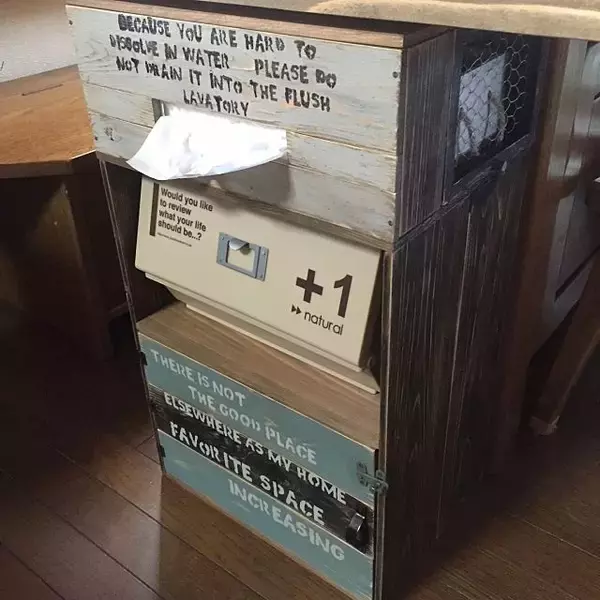 BECAUSE YOU ARE HARD TO
DISSOLVE IN WATER PLEASE DO
NOT DRAIN IT INTO THE FLUSH
LAVATORY
Would you like
to review
what your life
should be...?
+1
natural
THERE IS NOT
THE GOOD PLACE
ELSEWHERE AS MY HOME
FAVORITE SPACE
INCREASING